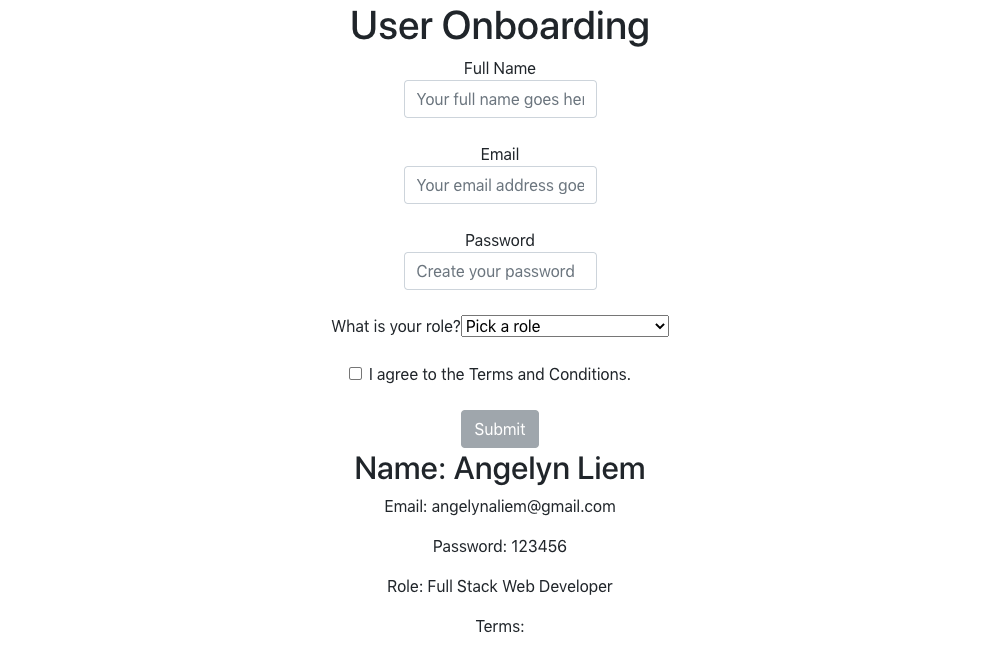 User Onboarding
Full Name
Your full name goes her
Email
Your email address goe
Password
Create your password
What is your role? Pick a role
I agree to the Terms and Conditions.
Submit
Name: Angelyn Liem
Email: angelynaliem@gmail.com
Password: 123456
Role: Full Stack Web Developer
Terms: